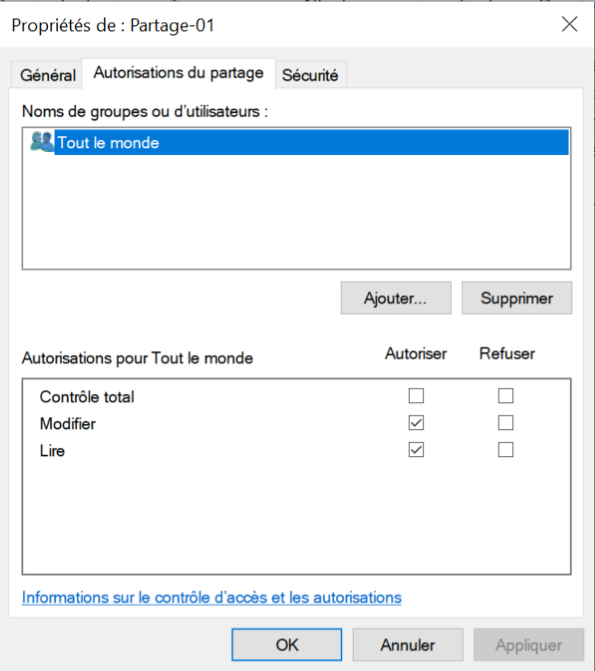 Propriétés de : Partage-01
Général Autorisations du partage Sécurité
Noms de groupes ou d'utilisateurs :
Tout le monde
Ajouter... Supprimer
Autorisations pour Tout le monde Autoriser Refuser
Contrôle total
Modifier
Lire
Informations sur le contrôle d'accès et les autorisations
OK Annuler Appliquer